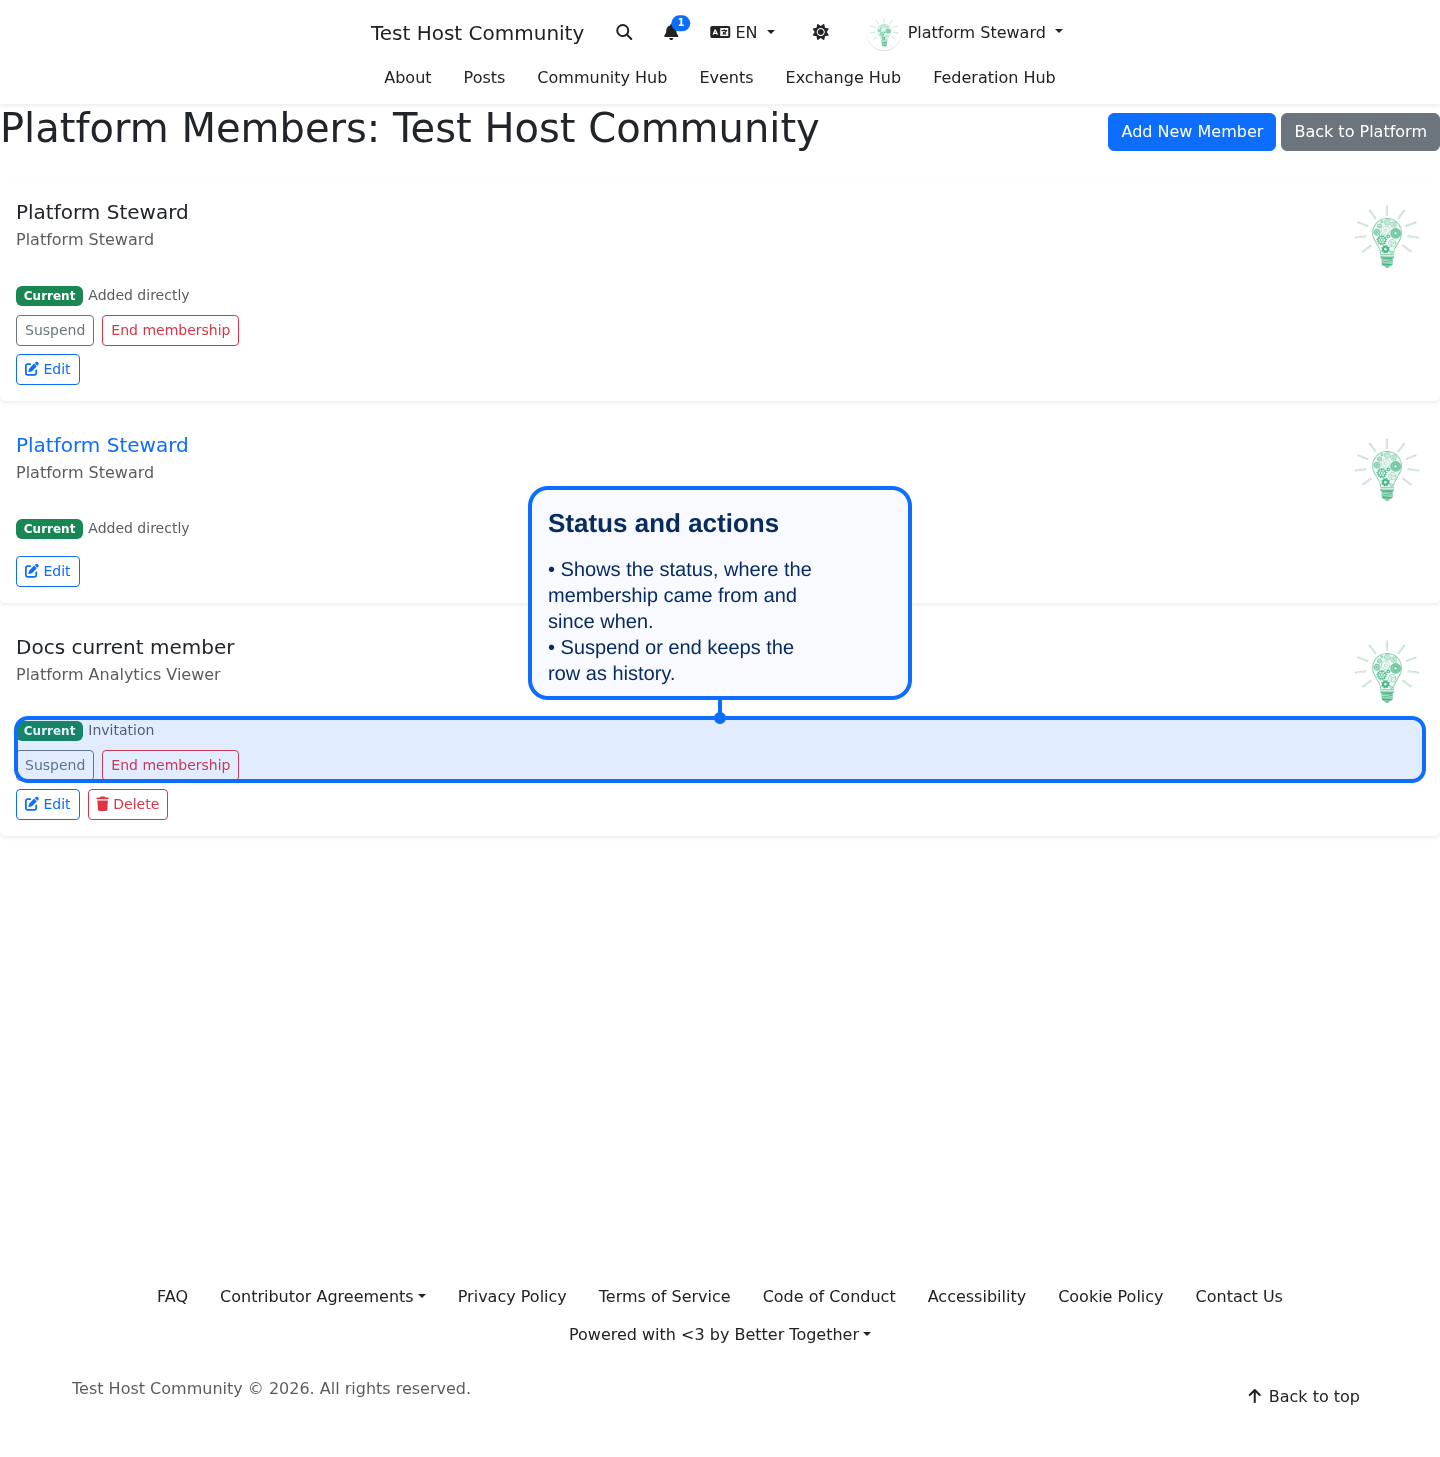 Test Host Community
1
EN
Platform Steward
About
Posts
Community Hub
Events
Exchange Hub
Federation Hub
Platform Members: Test Host Community
Add New Member
Back to Platform
Platform Steward
Platform Steward
Current Added directly
Suspend
End membership
Edit
Platform Steward
Platform Steward
Current Added directly
Edit
Status and actions
• Shows the status, where the
membership came from and
since when.
• Suspend or end keeps the
row as history.
Docs current member
Platform Analytics Viewer
Current Invitation
Suspend
End membership
Edit
Delete
FAQ
Contributor Agreements
Privacy Policy
Terms of Service
Code of Conduct
Accessibility
Cookie Policy
Contact Us
Powered with <3 by Better Together
Test Host Community © 2026. All rights reserved.
Back to top